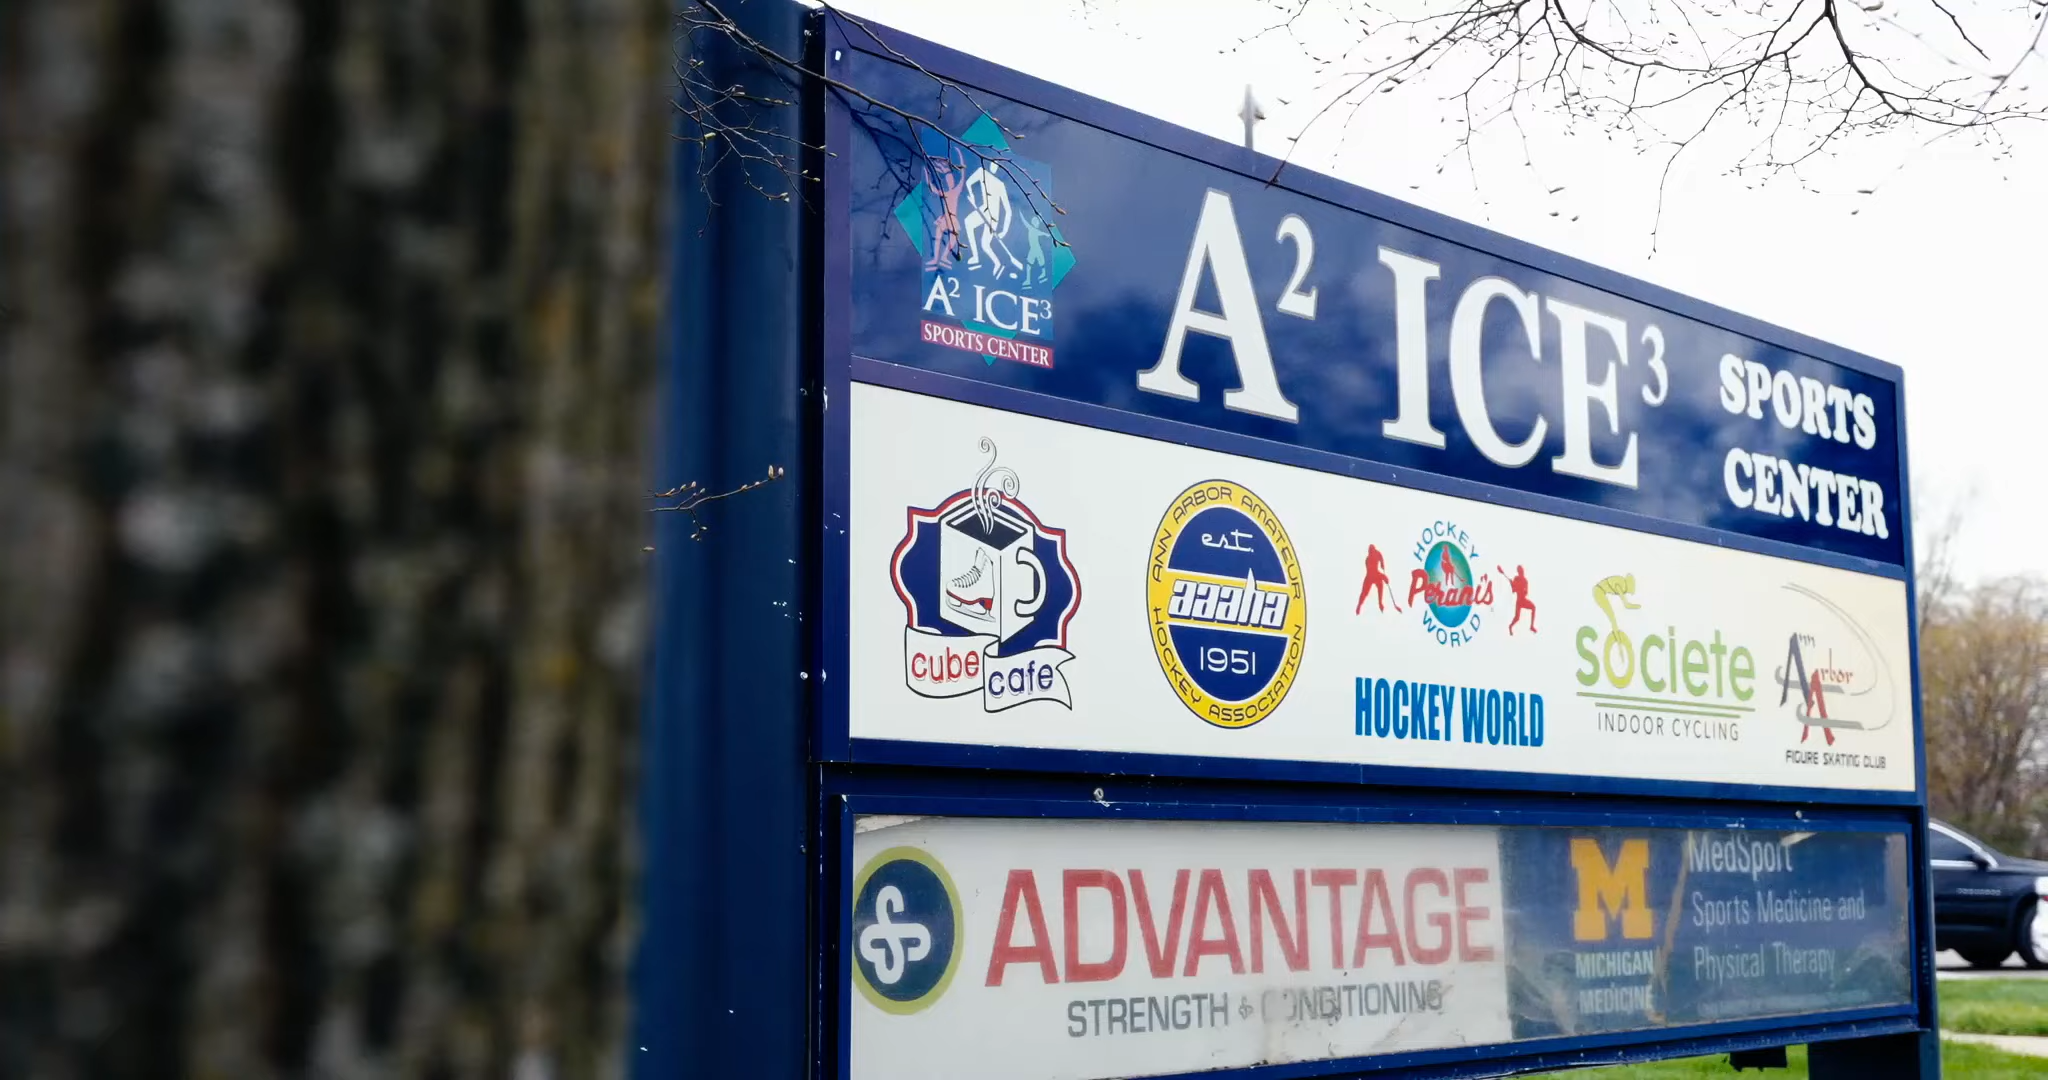 A² ICE³
SPORTS CENTER
A² ICE³
SPORTS
CENTER
cube
cafe
ANN ARBOR AMATEUR
est.
aaaha
1951
HOCKEY ASSOCIATION
HOCKEY
Perani's
WORLD
HOCKEY WORLD
societe
INDOOR CYCLING
Ann
Arbor
FIGURE SKATING CLUB
ADVANTAGE
STRENGTH + CONDITIONING
M
MICHIGAN
MEDICINE
MedSport
Sports Medicine and
Physical Therapy